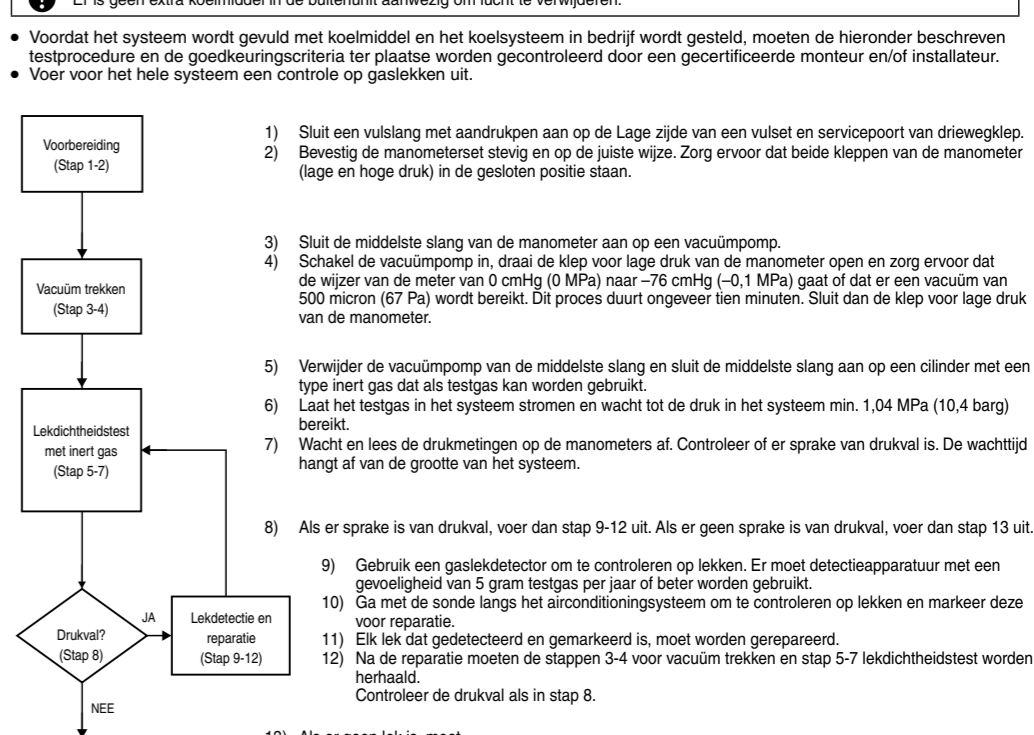 Er is geen extra koelmiddel in de buitenunit aanwezig om lucht te verwijderen.
• Voordat het systeem wordt gevuld met koelmiddel en het koelsysteem in bedrijf wordt gesteld, moeten de hieronder beschreven
testprocedure en de goedkeuringscriteria ter plaatse worden gecontroleerd door een gecertificeerde monteur en/of installateur.
• Voer voor het hele systeem een controle op gaslekken uit.
Voorbereiding
(Stap 1-2)
1) Sluit een vulslang met aandrukpen aan op de Lage zijde van een vulset en servicepoort van driewegklep.
2) Bevestig de manometerset stevig en op de juiste wijze. Zorg ervoor dat beide kleppen van de manometer
(lage en hoge druk) in de gesloten positie staan.
Vacuüm trekken
(Stap 3-4)
3) Sluit de middelste slang van de manometer aan op een vacuümpomp.
4) Schakel de vacuümpomp in, draai de klep voor lage druk van de manometer open en zorg ervoor dat
de wijzer van de meter van 0 cmHg (0 MPa) naar –76 cmHg (–0,1 MPa) gaat of dat er een vacuüm van
500 micron (67 Pa) wordt bereikt. Dit proces duurt ongeveer tien minuten. Sluit dan de klep voor lage druk
van de manometer.
Lekdichtheidstest
met inert gas
(Stap 5-7)
5) Verwijder de vacuümpomp van de middelste slang en sluit de middelste slang aan op een cilinder met een
type inert gas dat als testgas kan worden gebruikt.
6) Laat het testgas in het systeem stromen en wacht tot de druk in het systeem min. 1,04 MPa (10,4 barg)
bereikt.
7) Wacht en lees de drukmetingen op de manometers af. Controleer of er sprake van drukval is. De wachttijd
hangt af van de grootte van het systeem.
8) Als er sprake is van drukval, voer dan stap 9-12 uit. Als er geen sprake is van drukval, voer dan stap 13 uit.
Drukval?
(Stap 8)
JA
NEE
Lekdetectie en
reparatie
(Stap 9-12)
9) Gebruik een gaslekdetector om te controleren op lekken. Er moet detectieapparatuur met een
gevoeligheid van 5 gram testgas per jaar of beter worden gebruikt.
10) Ga met de sonde langs het airconditioningsysteem om te controleren op lekken en markeer deze
voor reparatie.
11) Elk lek dat gedetecteerd en gemarkeerd is, moet worden gerepareerd.
12) Na de reparatie moeten de stappen 3-4 voor vacuüm trekken en stap 5-7 lekdichtheidstest worden
herhaald.
Controleer de drukval als in stap 8.
13) Als er geen lek is, moet